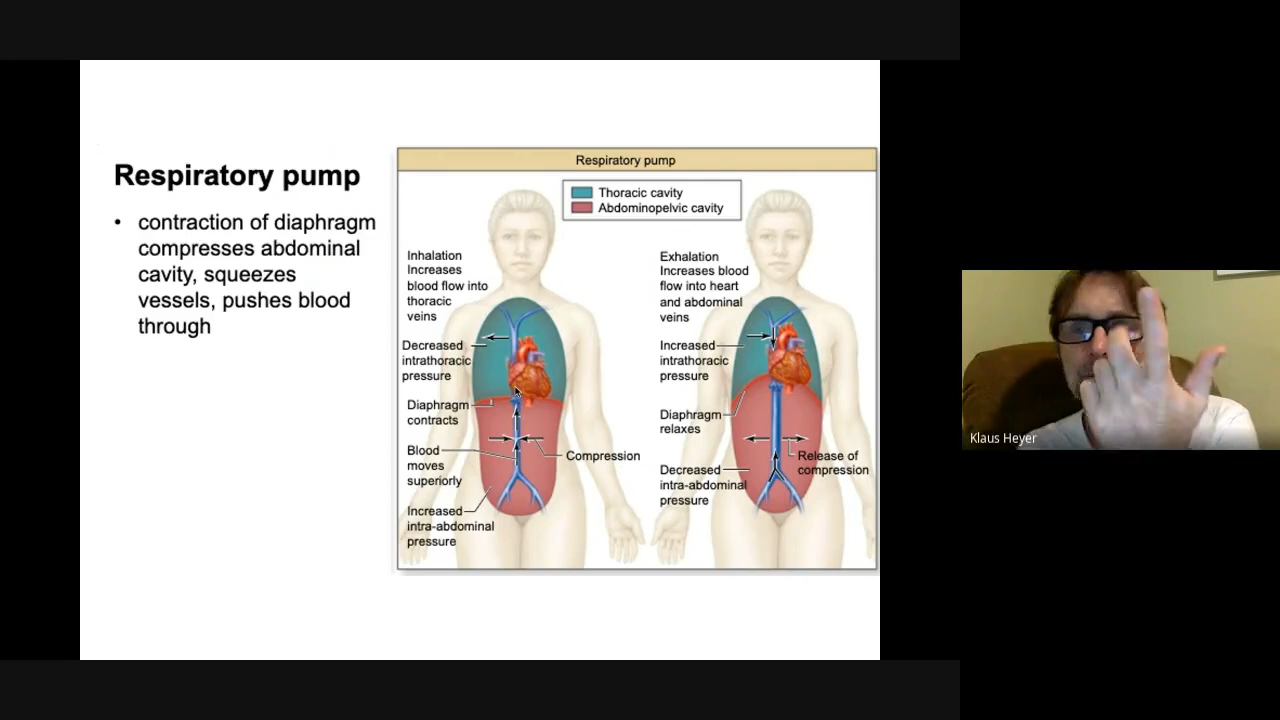 Respiratory pump
• contraction of diaphragm
compresses abdominal
cavity, squeezes
vessels, pushes blood
through
Respiratory pump
Thoracic cavity
Abdominopelvic cavity
Inhalation
Increases
blood flow into
thoracic
veins
Decreased
intrathoracic
pressure
Diaphragm
contracts
Blood
moves
superiorly
Increased
intra-abdominal
pressure
Compression
Exhalation
Increases blood
flow into heart
and abdominal
veins
Increased
intrathoracic
pressure
Diaphragm
relaxes
Decreased
intra-abdominal
pressure
Release of
compression
Klaus Heyer